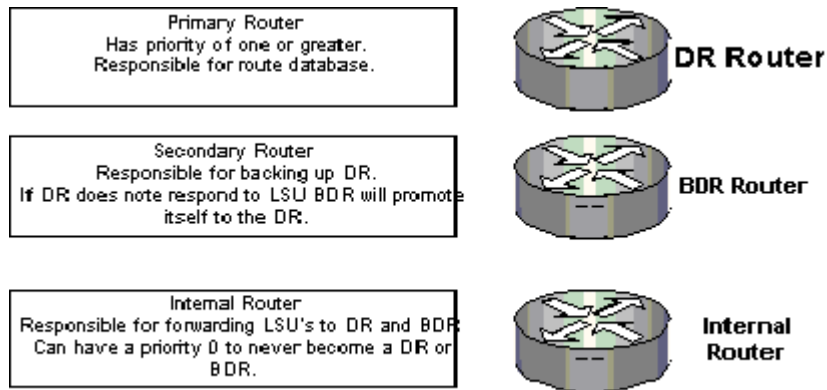 Primary Router
Has priority of one or greater.
Responsible for route database.
DR Router
Secondary Router
Responsible for backing up DR.
If DR does note respond to LSU BDR will promote
itself to the DR.
BDR Router
Internal Router
Responsible for forwarding LSU's to DR and BDR
Can have a priority 0 to never become a DR or
BDR.
Internal
Router